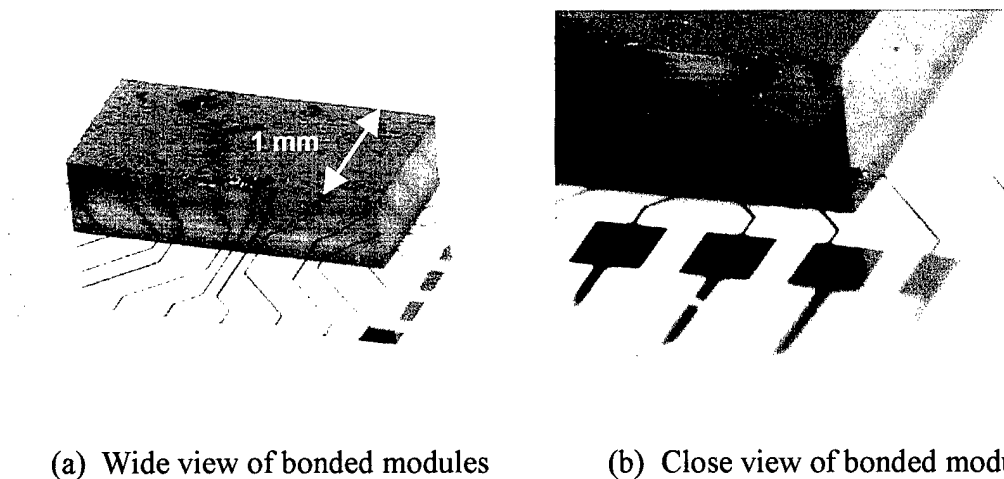 1 mm
(a) Wide view of bonded modules
(b) Close view of bonded modu